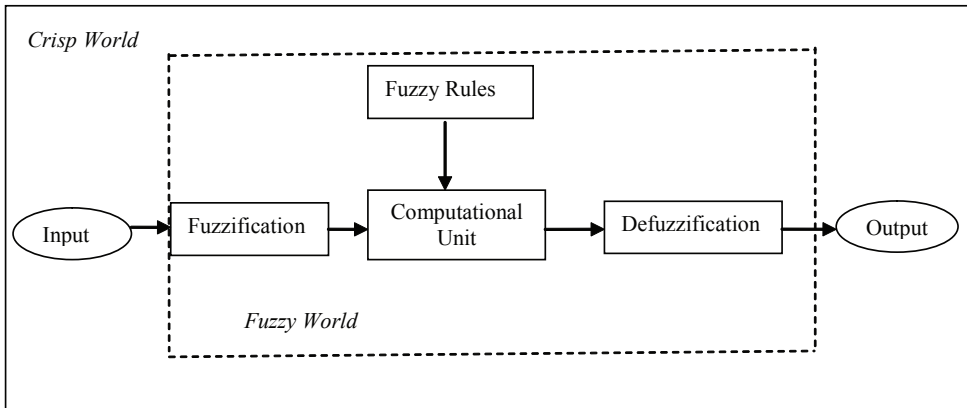 Crisp World
Fuzzy Rules
Input
Fuzzification
Computational
Unit
Defuzzification
Output
Fuzzy World